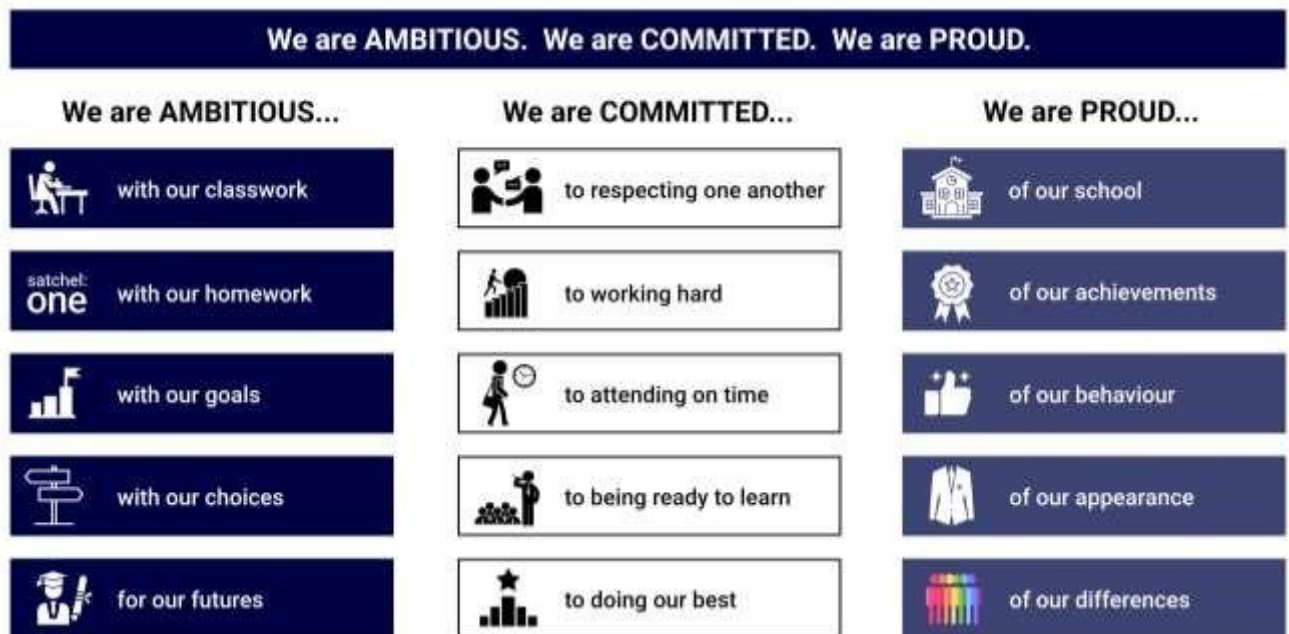 We are AMBITIOUS. We are COMMITTED. We are PROUD.
We are AMBITIOUS...
with our classwork
satchel:
one
with our homework
with our goals
with our choices
for our futures
We are COMMITTED...
to respecting one another
to working hard
to attending on time
to being ready to learn
to doing our best
We are PROUD...
of our school
of our achievements
of our behaviour
of our appearance
of our differences